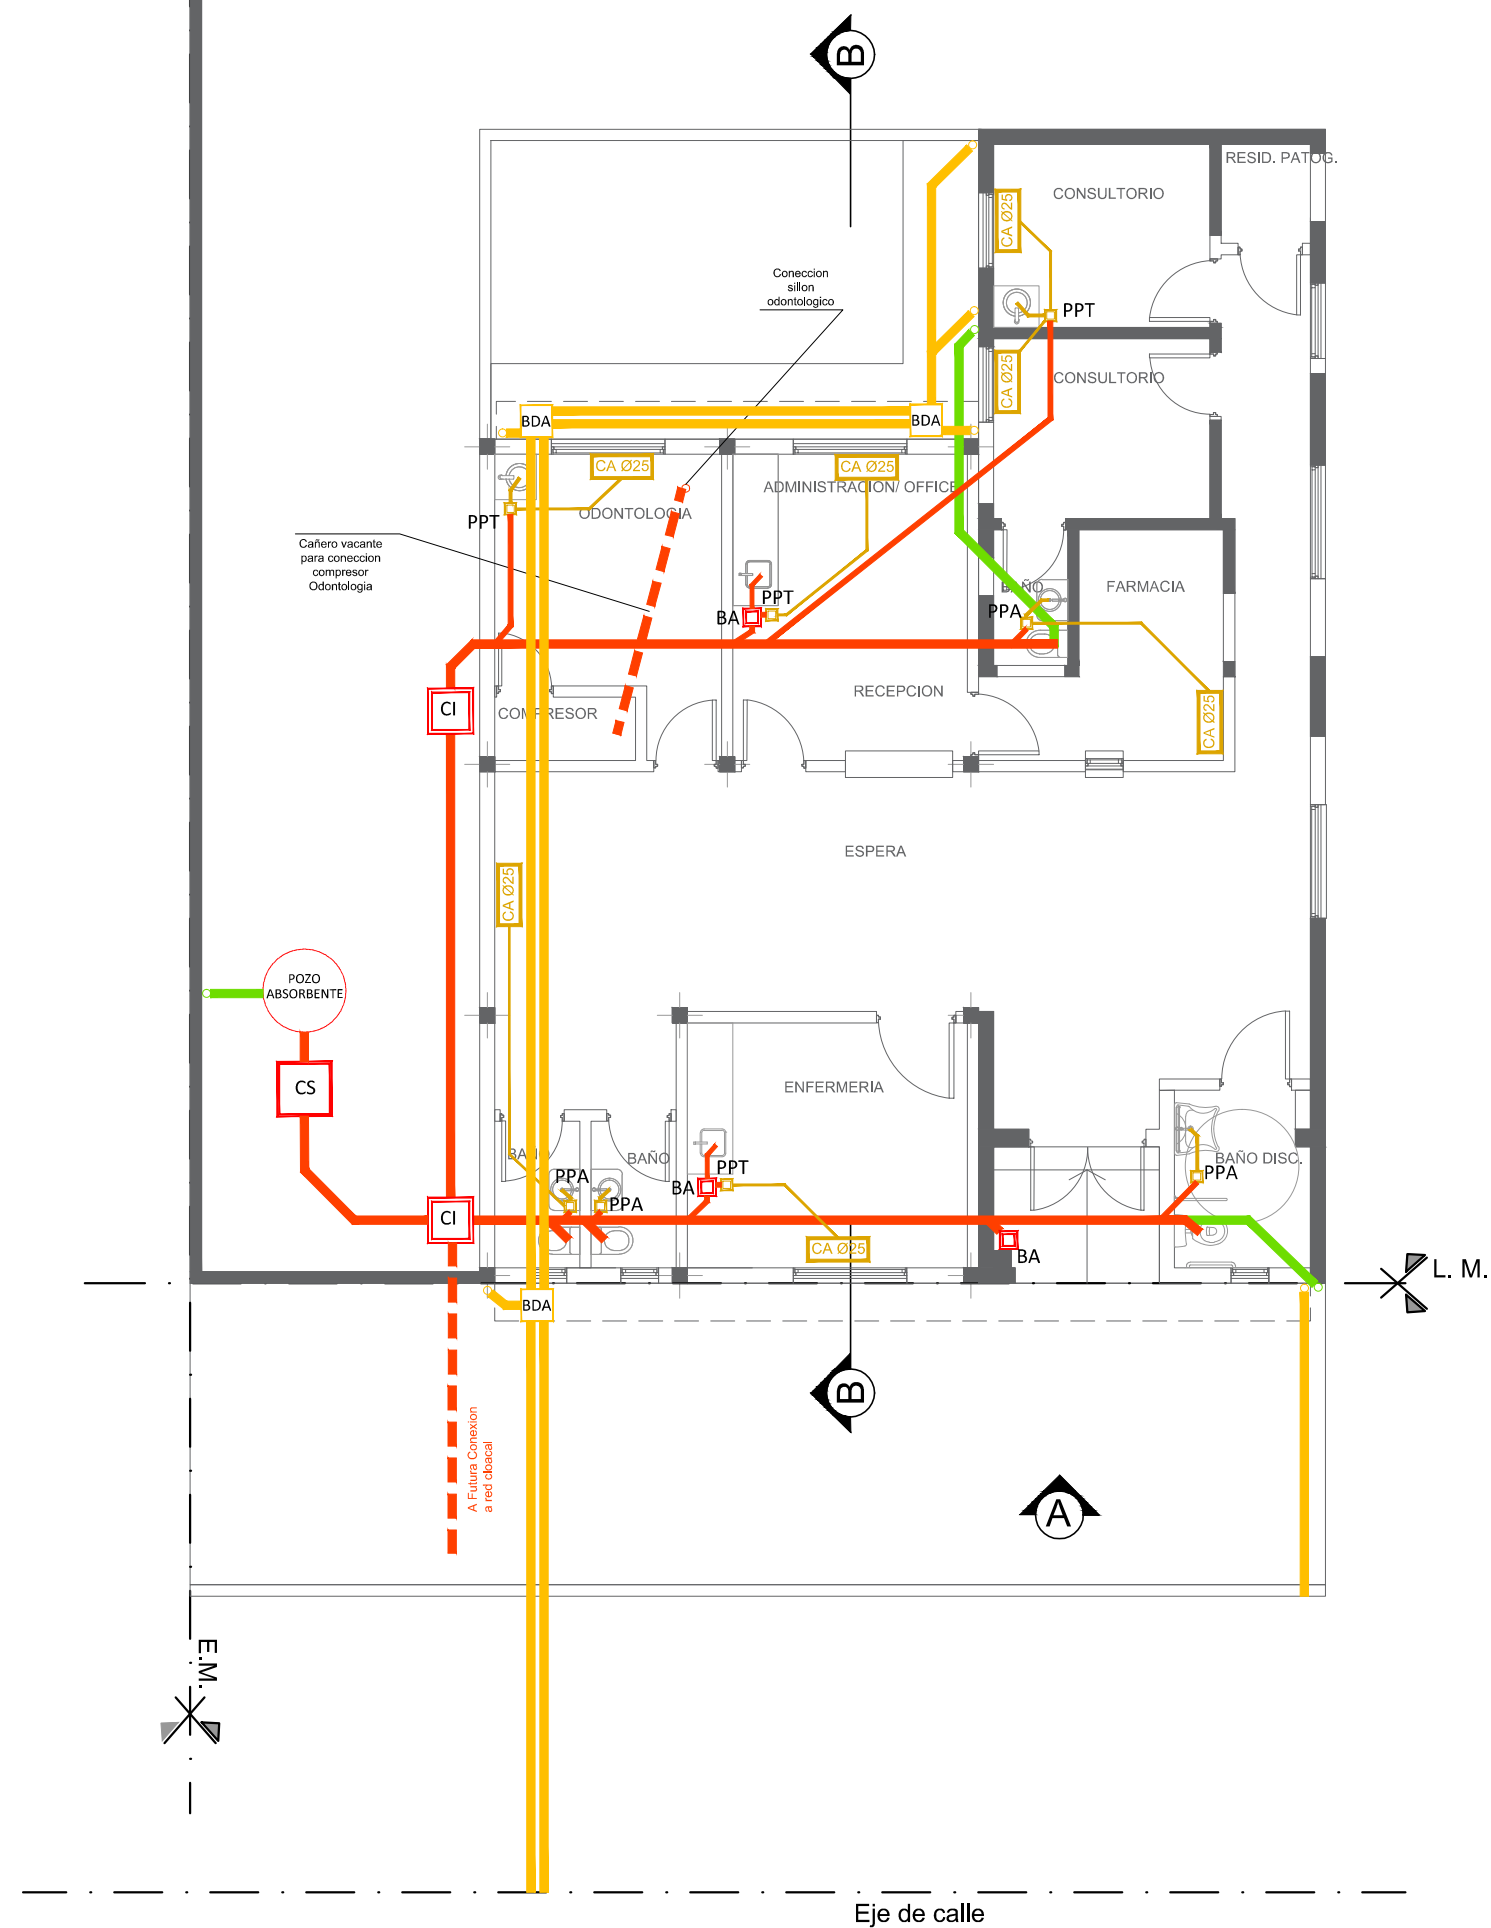 B
RESID. PATOG.
CONSULTORIO
CA Ø25
Coneccion
sillon
odontologico
PPT
CA Ø25
CONSULTORIO
BDA
BDA
CA Ø25
CA Ø25
ADMINISTRACION/ OFFICE
PPT
ODONTOLOGIA
Cañero vacante
para coneccion
compresor
Odontologia
BAÑO
FARMACIA
PPT
BA
PPA
RECEPCION
CI
COMPRESOR
CA Ø25
ESPERA
CA Ø25
POZO
ABSORBENTE
CS
ENFERMERIA
BAÑO
BAÑO
BAÑO DISC.
PPA
PPT
PPA
BA
PPA
CI
CA Ø25
BA
L. M.
BDA
B
A Futura Conexion
a red cloacal
A
E.M.
Eje de calle